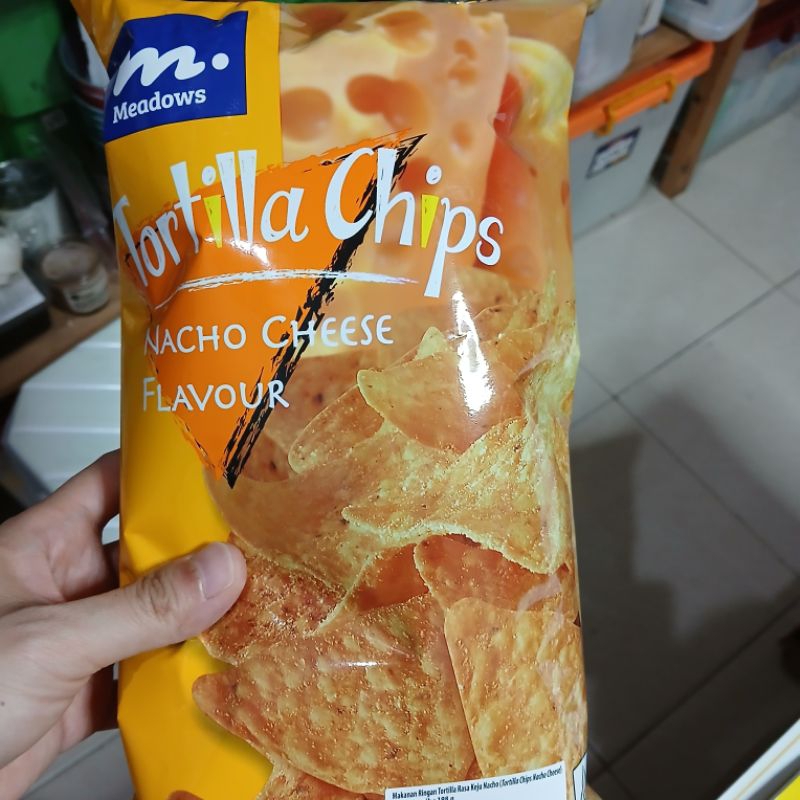 m.
Meadows
Tortilla Chips
NACHO CHEESE
FLAVOUR
Makanan Ringan Tortilla Rasa Keju Nacho (Tortilla Chips Nacho Cheese)